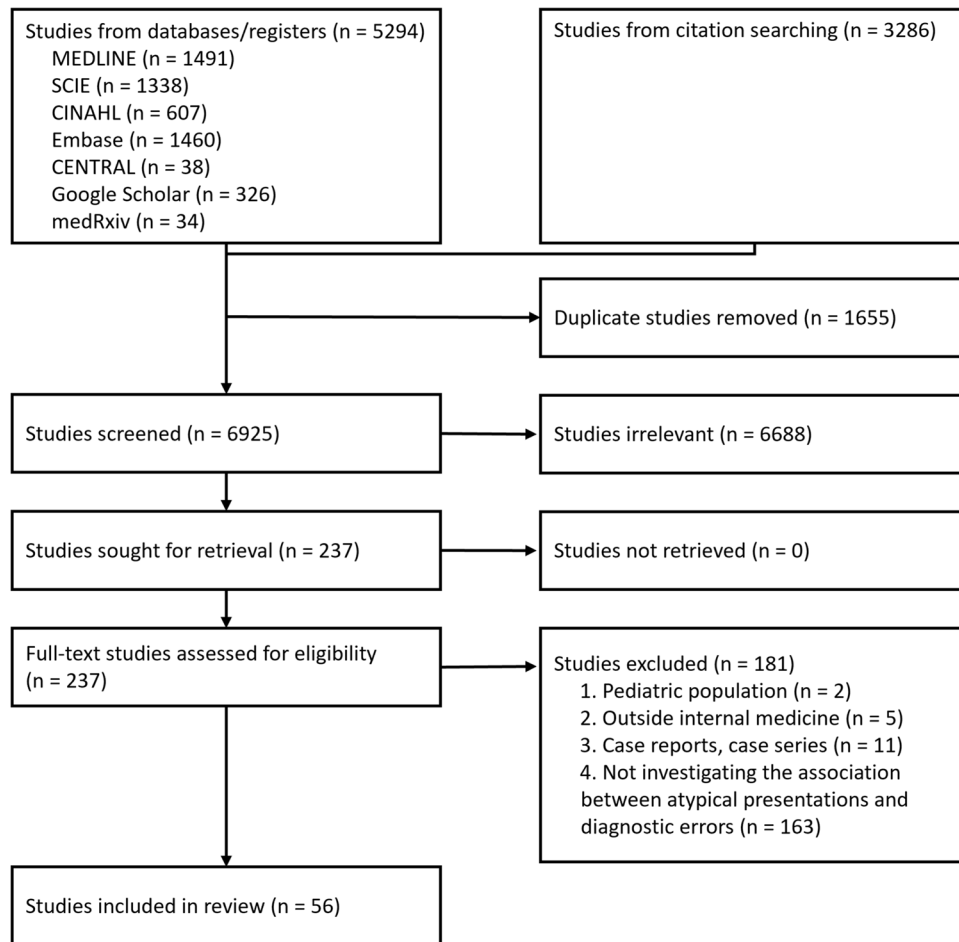 Studies from databases/registers (n = 5294)
MEDLINE (n = 1491)
SCIE (n = 1338)
CINAHL (n = 607)
Embase (n = 1460)
CENTRAL (n = 38)
Google Scholar (n = 326)
medRxiv (n = 34)
Studies from citation searching (n = 3286)
Duplicate studies removed (n = 1655)
Studies screened (n = 6925)
Studies irrelevant (n = 6688)
Studies sought for retrieval (n = 237)
Studies not retrieved (n = 0)
Full-text studies assessed for eligibility
(n = 237)
Studies excluded (n = 181)
1. Pediatric population (n = 2)
2. Outside internal medicine (n = 5)
3. Case reports, case series (n = 11)
4. Not investigating the association
between atypical presentations and
diagnostic errors (n = 163)
Studies included in review (n = 56)